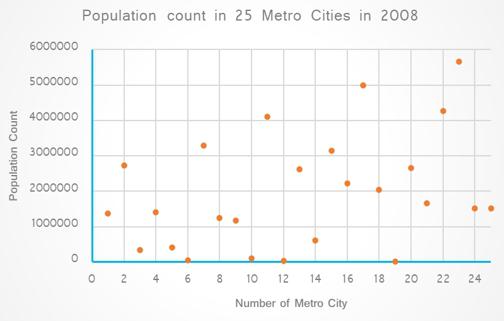 Population count in 25 Metro Cities in 2008
6000000
5000000
4000000
3000000
2000000
1000000
0
Population Count
0 2 4 6 8 10 12 14 16 18 20 22 24
Number of Metro City